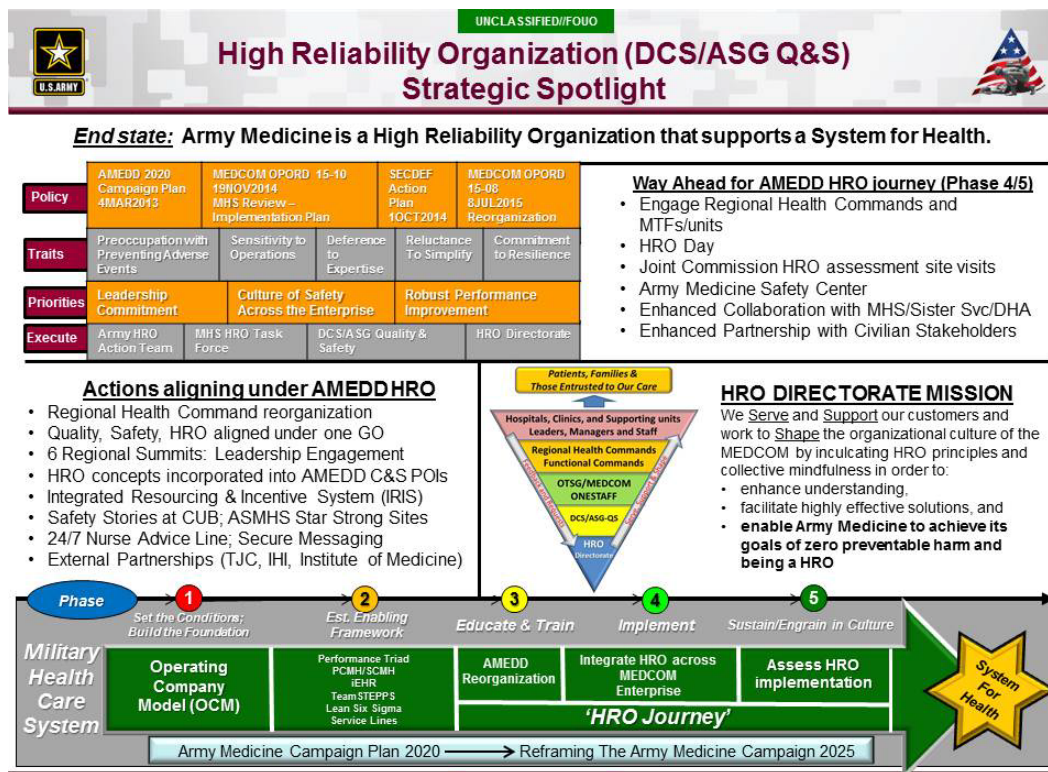 UNCLASSIFIED//FOUO
High Reliability Organization (DCS/ASG Q&S)
Strategic Spotlight
U.S.ARMY
End state: Army Medicine is a High Reliability Organization that supports a System for Health.
Policy
AMEDD 2020
Campaign Plan
4MAR2013
MEDCOM OPORD 15-10
19NOV2014
MHS Review –
Implementation Plan
SECDEF
Action
Plan
1OCT2014
MEDCOM OPORD
15-08
8JUL2015
Reorganization
Traits
Preoccupation with
Preventing Adverse
Events
Sensitivity to
Operations
Deference
to
Expertise
Reluctance
To Simplify
Commitment
to Resilience
Priorities
Leadership
Commitment
Culture of Safety
Across the Enterprise
Robust Performance
Improvement
Execute
Army HRO
Action Team
MHS HRO Task
Force
DCS/ASG Quality &
Safety
HRO Directorate
Way Ahead for AMEDD HRO journey (Phase 4/5)
• Engage Regional Health Commands and
MTFs/units
• HRO Day
• Joint Commission HRO assessment site visits
• Army Medicine Safety Center
• Enhanced Collaboration with MHS/Sister Svc/DHA
• Enhanced Partnership with Civilian Stakeholders
Actions aligning under AMEDD HRO
• Regional Health Command reorganization
• Quality, Safety, HRO aligned under one GO
• 6 Regional Summits: Leadership Engagement
• HRO concepts incorporated into AMEDD C&S POIs
• Integrated Resourcing & Incentive System (IRIS)
• Safety Stories at CUB; ASMHS Star Strong Sites
• 24/7 Nurse Advice Line; Secure Messaging
• External Partnerships (TJC, IHI, Institute of Medicine)
Patients, Families &
Those Entrusted to Our Care
Hospitals, Clinics, and Supporting units
Leaders, Managers and Staff
Regional Health Commands
Functional Commands
OTSG/MEDCOM
ONESTAFF
DCS/ASG-QS
HRO
Directorate
Feedback and Requests
Serve, Support & Shape
HRO DIRECTORATE MISSION
We Serve and Support our customers and
work to Shape the organizational culture of the
MEDCOM by inculcating HRO principles and
collective mindfulness in order to:
• enhance understanding,
• facilitate highly effective solutions, and
• enable Army Medicine to achieve its
goals of zero preventable harm and
being a HRO
Phase
1
2
3
4
5
Set the Conditions;
Build the Foundation
Est. Enabling
Framework
Educate & Train
Implement
Sustain/Engrain in Culture
Military
Health
Care
System
Operating
Company
Model (OCM)
Performance Triad
PCMH/SCMH
iEHR
TeamSTEPPS
Lean Six Sigma
Service Lines
AMEDD
Reorganization
Integrate HRO across
MEDCOM
Enterprise
Assess HRO
implementation
'HRO Journey'
System
For
Health
Army Medicine Campaign Plan 2020 → Reframing The Army Medicine Campaign 2025